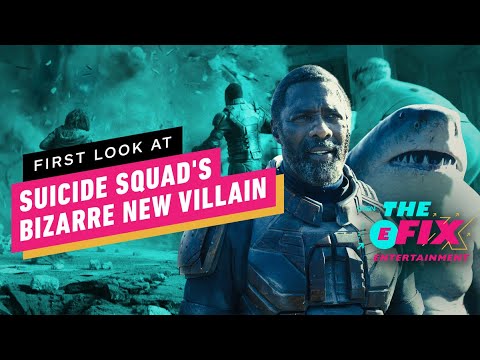 FIRST LOOK AT
SUICIDE SQUAD'S
BIZARRE NEW VILLAIN
THE
E FIX
ENTERTAINMENT